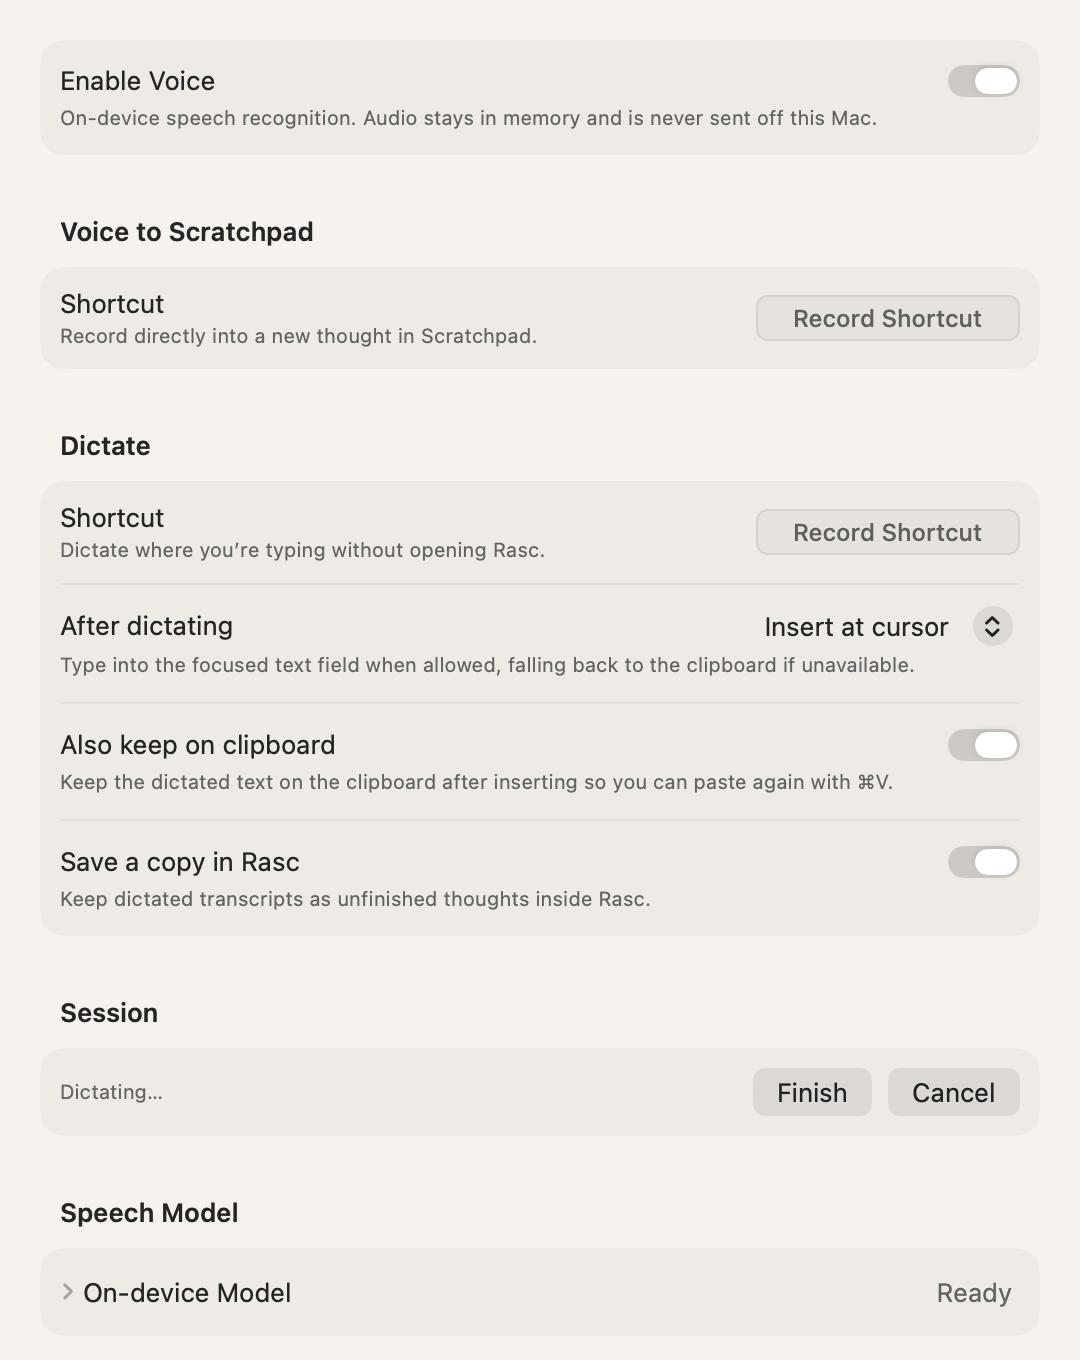 Enable Voice
On-device speech recognition. Audio stays in memory and is never sent off this Mac.
Voice to Scratchpad
Shortcut
Record directly into a new thought in Scratchpad.
Record Shortcut
Dictate
Shortcut
Dictate where you’re typing without opening Rasc.
Record Shortcut
After dictating
Insert at cursor
Type into the focused text field when allowed, falling back to the clipboard if unavailable.
Also keep on clipboard
Keep the dictated text on the clipboard after inserting so you can paste again with ⌘V.
Save a copy in Rasc
Keep dictated transcripts as unfinished thoughts inside Rasc.
Session
Dictating…
Finish
Cancel
Speech Model
On-device Model
Ready